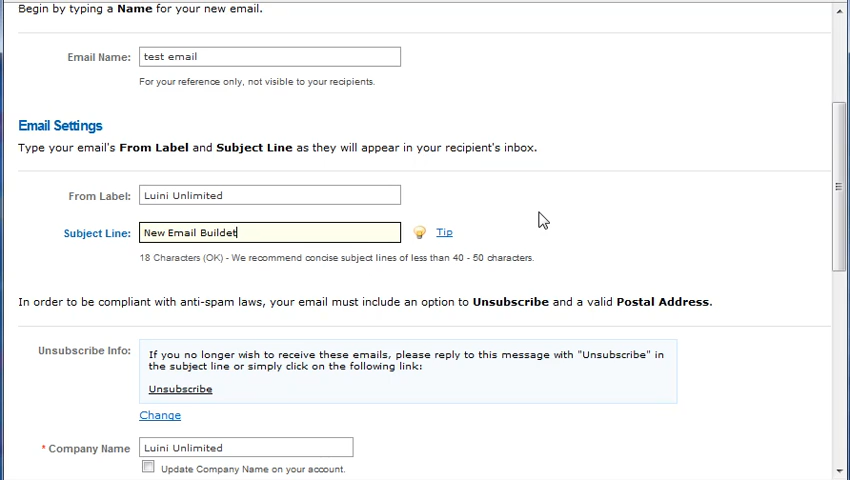 Begin by typing a Name for your new email.
Email Name: test email
For your reference only, not visible to your recipients.
Email Settings
Type your email's From Label and Subject Line as they will appear in your recipient's inbox.
From Label: Luini Unlimited
Subject Line: New Email Buildet Tip
18 Characters (OK) - We recommend concise subject lines of less than 40 - 50 characters.
In order to be compliant with anti-spam laws, your email must include an option to Unsubscribe and a valid Postal Address.
Unsubscribe Info: If you no longer wish to receive these emails, please reply to this message with "Unsubscribe" in
the subject line or simply click on the following link:
Unsubscribe
Change
* Company Name Luini Unlimited
Update Company Name on your account.